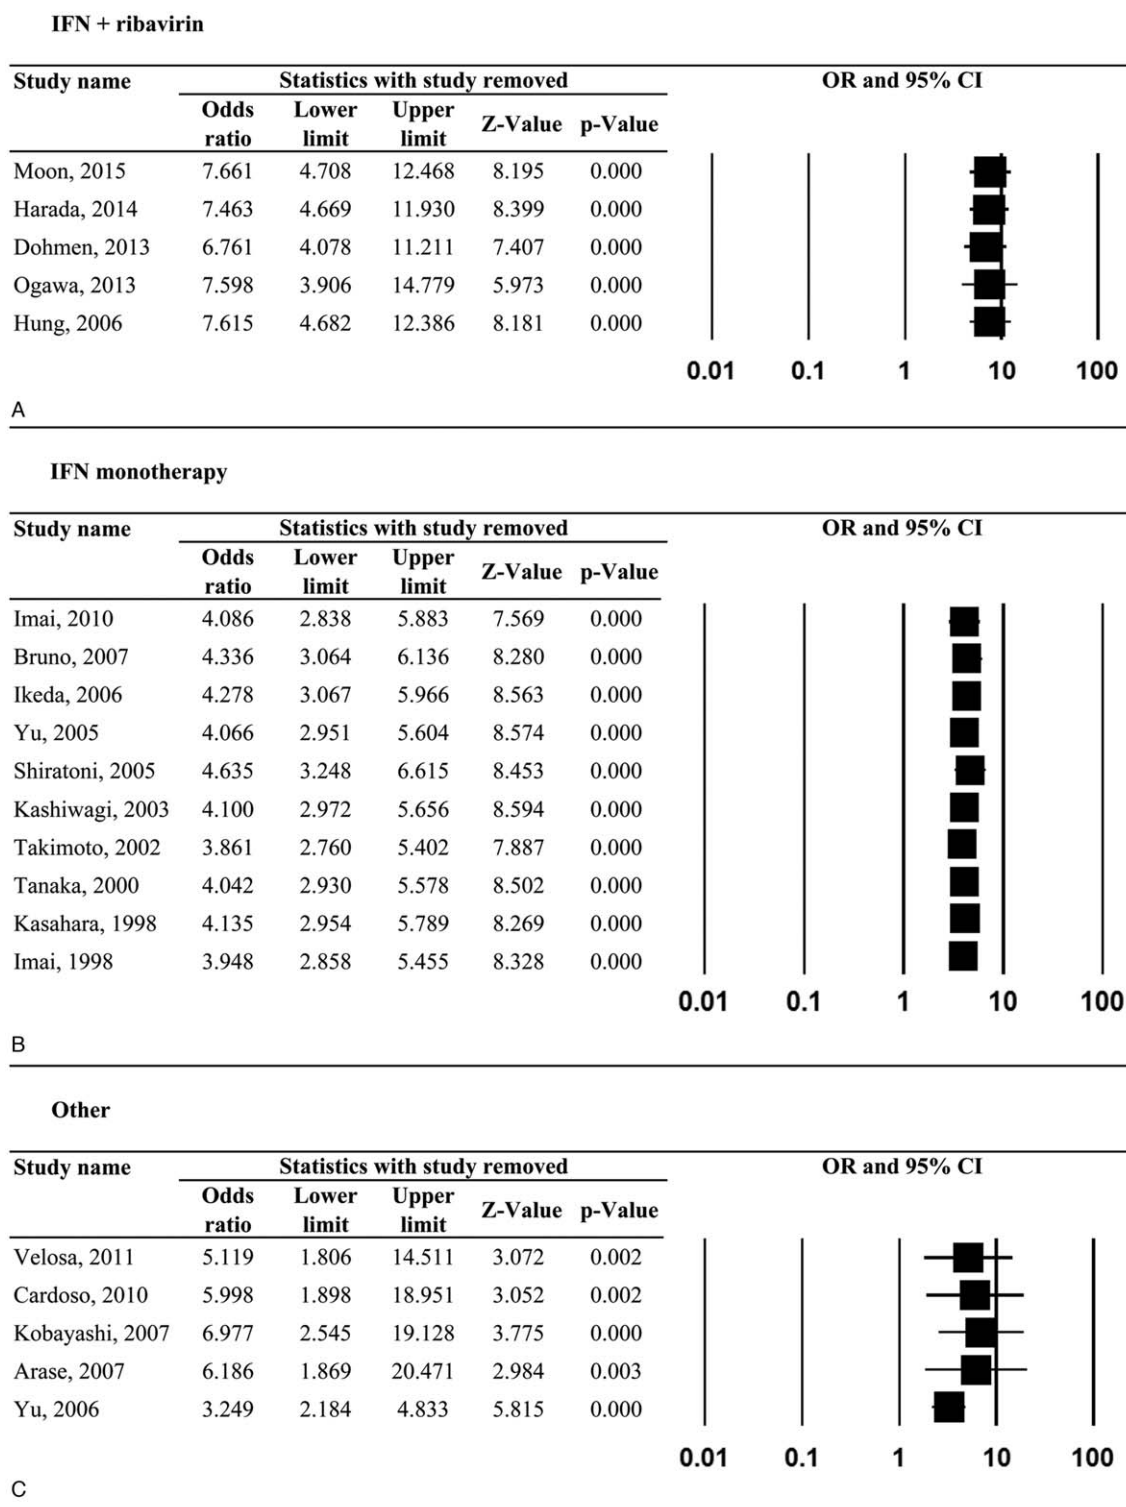 IFN + ribavirin
Study name Statistics with study removed OR and 95% CI
Odds ratio Lower limit Upper limit Z-Value p-Value
Moon, 2015 7.661 4.708 12.468 8.195 0.000
Harada, 2014 7.463 4.669 11.930 8.399 0.000
Dohmen, 2013 6.761 4.078 11.211 7.407 0.000
Ogawa, 2013 7.598 3.906 14.779 5.973 0.000
Hung, 2006 7.615 4.682 12.386 8.181 0.000
0.01 0.1 1 10 100
A
IFN monotherapy
Study name Statistics with study removed OR and 95% CI
Odds ratio Lower limit Upper limit Z-Value p-Value
Imai, 2010 4.086 2.838 5.883 7.569 0.000
Bruno, 2007 4.336 3.064 6.136 8.280 0.000
Ikeda, 2006 4.278 3.067 5.966 8.563 0.000
Yu, 2005 4.066 2.951 5.604 8.574 0.000
Shiratoni, 2005 4.635 3.248 6.615 8.453 0.000
Kashiwagi, 2003 4.100 2.972 5.656 8.594 0.000
Takimoto, 2002 3.861 2.760 5.402 7.887 0.000
Tanaka, 2000 4.042 2.930 5.578 8.502 0.000
Kasahara, 1998 4.135 2.954 5.789 8.269 0.000
Imai, 1998 3.948 2.858 5.455 8.328 0.000
0.01 0.1 1 10 100
B
Other
Study name Statistics with study removed OR and 95% CI
Odds ratio Lower limit Upper limit Z-Value p-Value
Velosa, 2011 5.119 1.806 14.511 3.072 0.002
Cardoso, 2010 5.998 1.898 18.951 3.052 0.002
Kobayashi, 2007 6.977 2.545 19.128 3.775 0.000
Arase, 2007 6.186 1.869 20.471 2.984 0.003
Yu, 2006 3.249 2.184 4.833 5.815 0.000
0.01 0.1 1 10 100
C